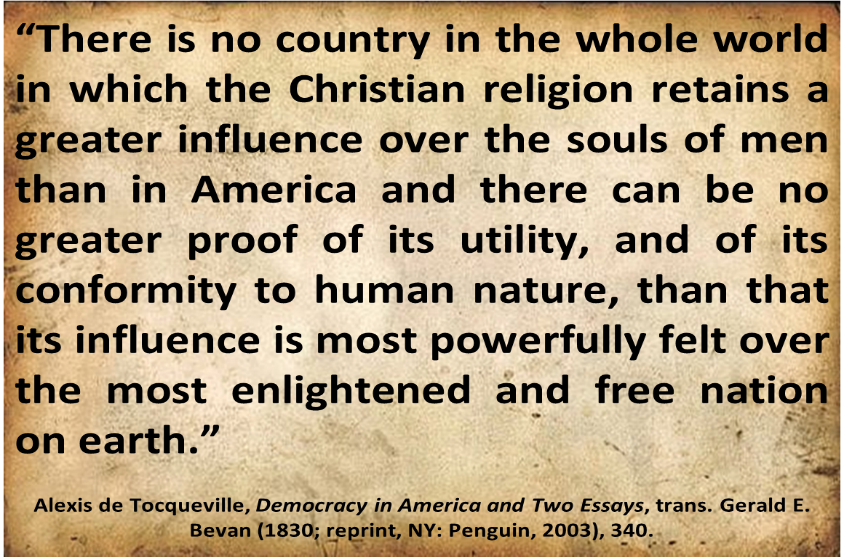 “There is no country in the whole world
in which the Christian religion retains a
greater influence over the souls of men
than in America and there can be no
greater proof of its utility, and of its
conformity to human nature, than that
its influence is most powerfully felt over
the most enlightened and free nation
on earth.”
Alexis de Tocqueville, Democracy in America and Two Essays, trans. Gerald E.
Bevan (1830; reprint, NY: Penguin, 2003), 340.